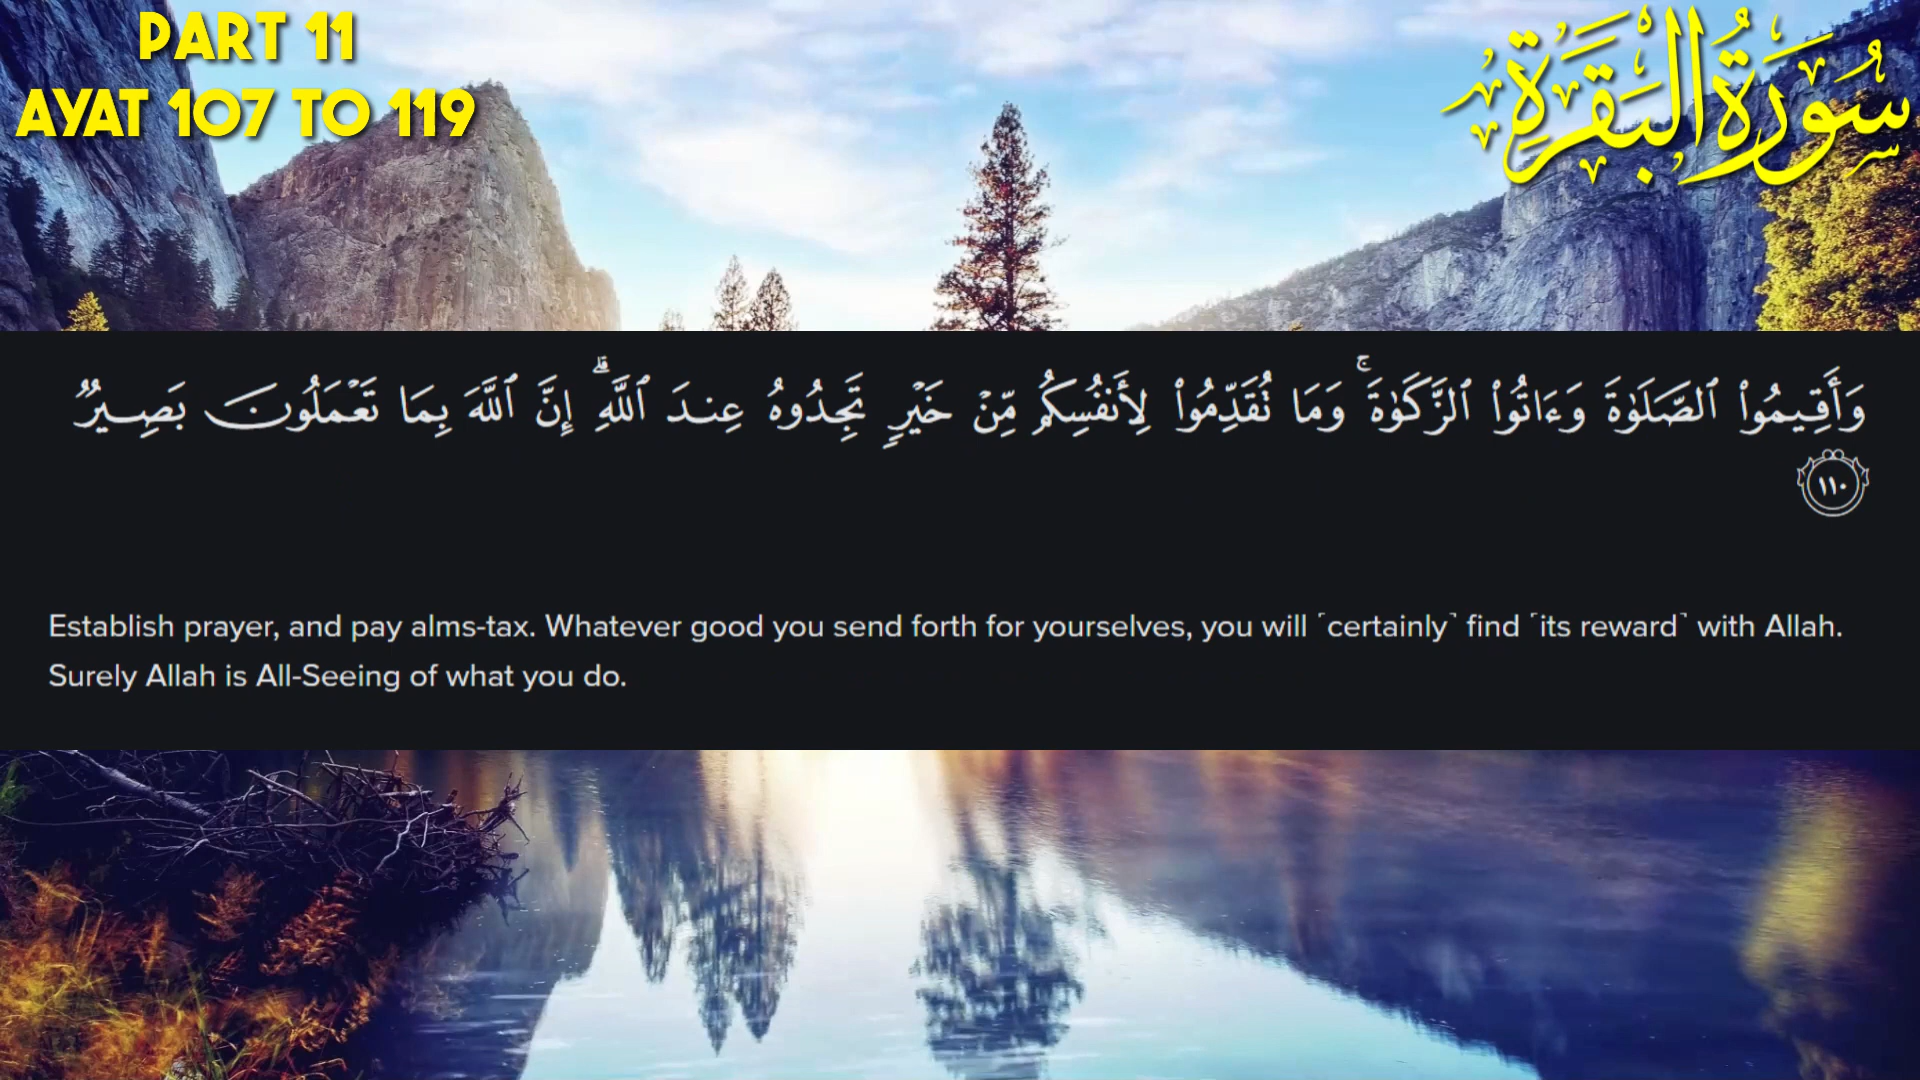 PART 11
AYAT 107 TO 119
سُورَةُ البَقَرَةِ
وَأَقِيمُوا۟ ٱلصَّلَوٰةَ وَءَاتُوا۟ ٱلزَّكَوٰةَ ۚ وَمَا تُقَدِّمُوا۟ لِأَنفُسِكُم مِّنْ خَيْرٍ تَجِدُوهُ عِندَ ٱللَّهِ ۗ إِنَّ ٱللَّهَ بِمَا تَعْمَلُونَ بَصِيرٌ
١١٠
Establish prayer, and pay alms-tax. Whatever good you send forth for yourselves, you will ˹certainly˺ find ˹its reward˺ with Allah.
Surely Allah is All-Seeing of what you do.